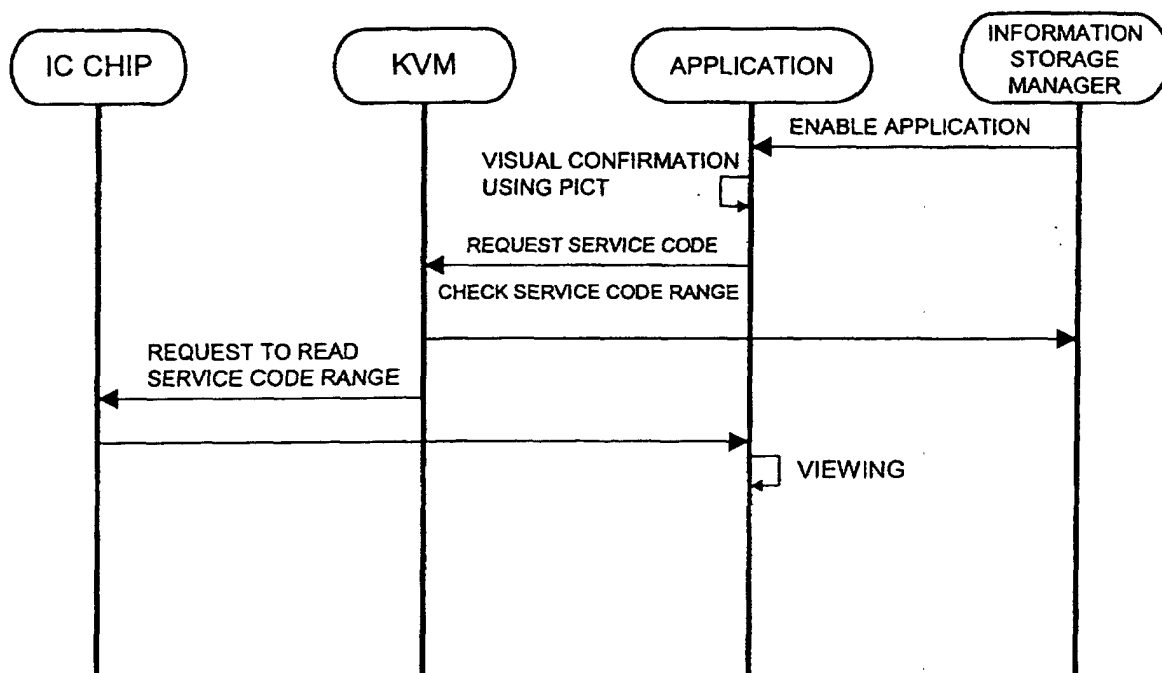 IC CHIP
KVM
APPLICATION
INFORMATION
STORAGE
MANAGER
ENABLE APPLICATION
VISUAL CONFIRMATION
USING PICT
REQUEST SERVICE CODE
CHECK SERVICE CODE RANGE
REQUEST TO READ
SERVICE CODE RANGE
VIEWING